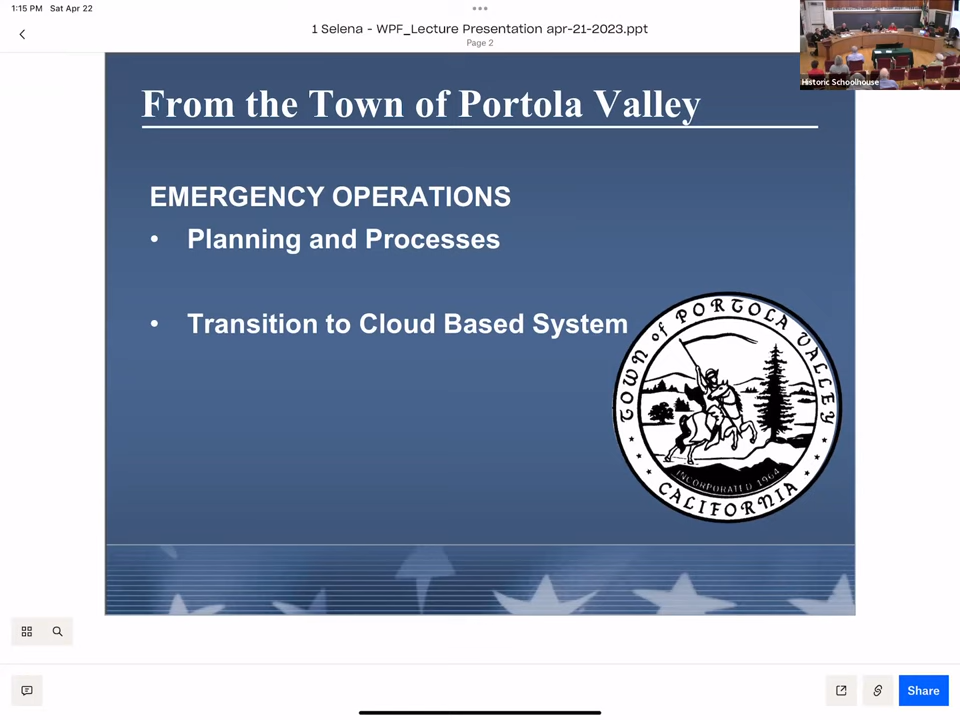 1:15 PM Sat Apr 22
1 Selena - WPF_Lecture Presentation apr-21-2023.ppt
Page 2
Historic Schoolhouse
From the Town of Portola Valley
EMERGENCY OPERATIONS
• Planning and Processes
• Transition to Cloud Based System
TOWN of PORTOLA VALLEY
INCORPORATED 1964
CALIFORNIA
Share